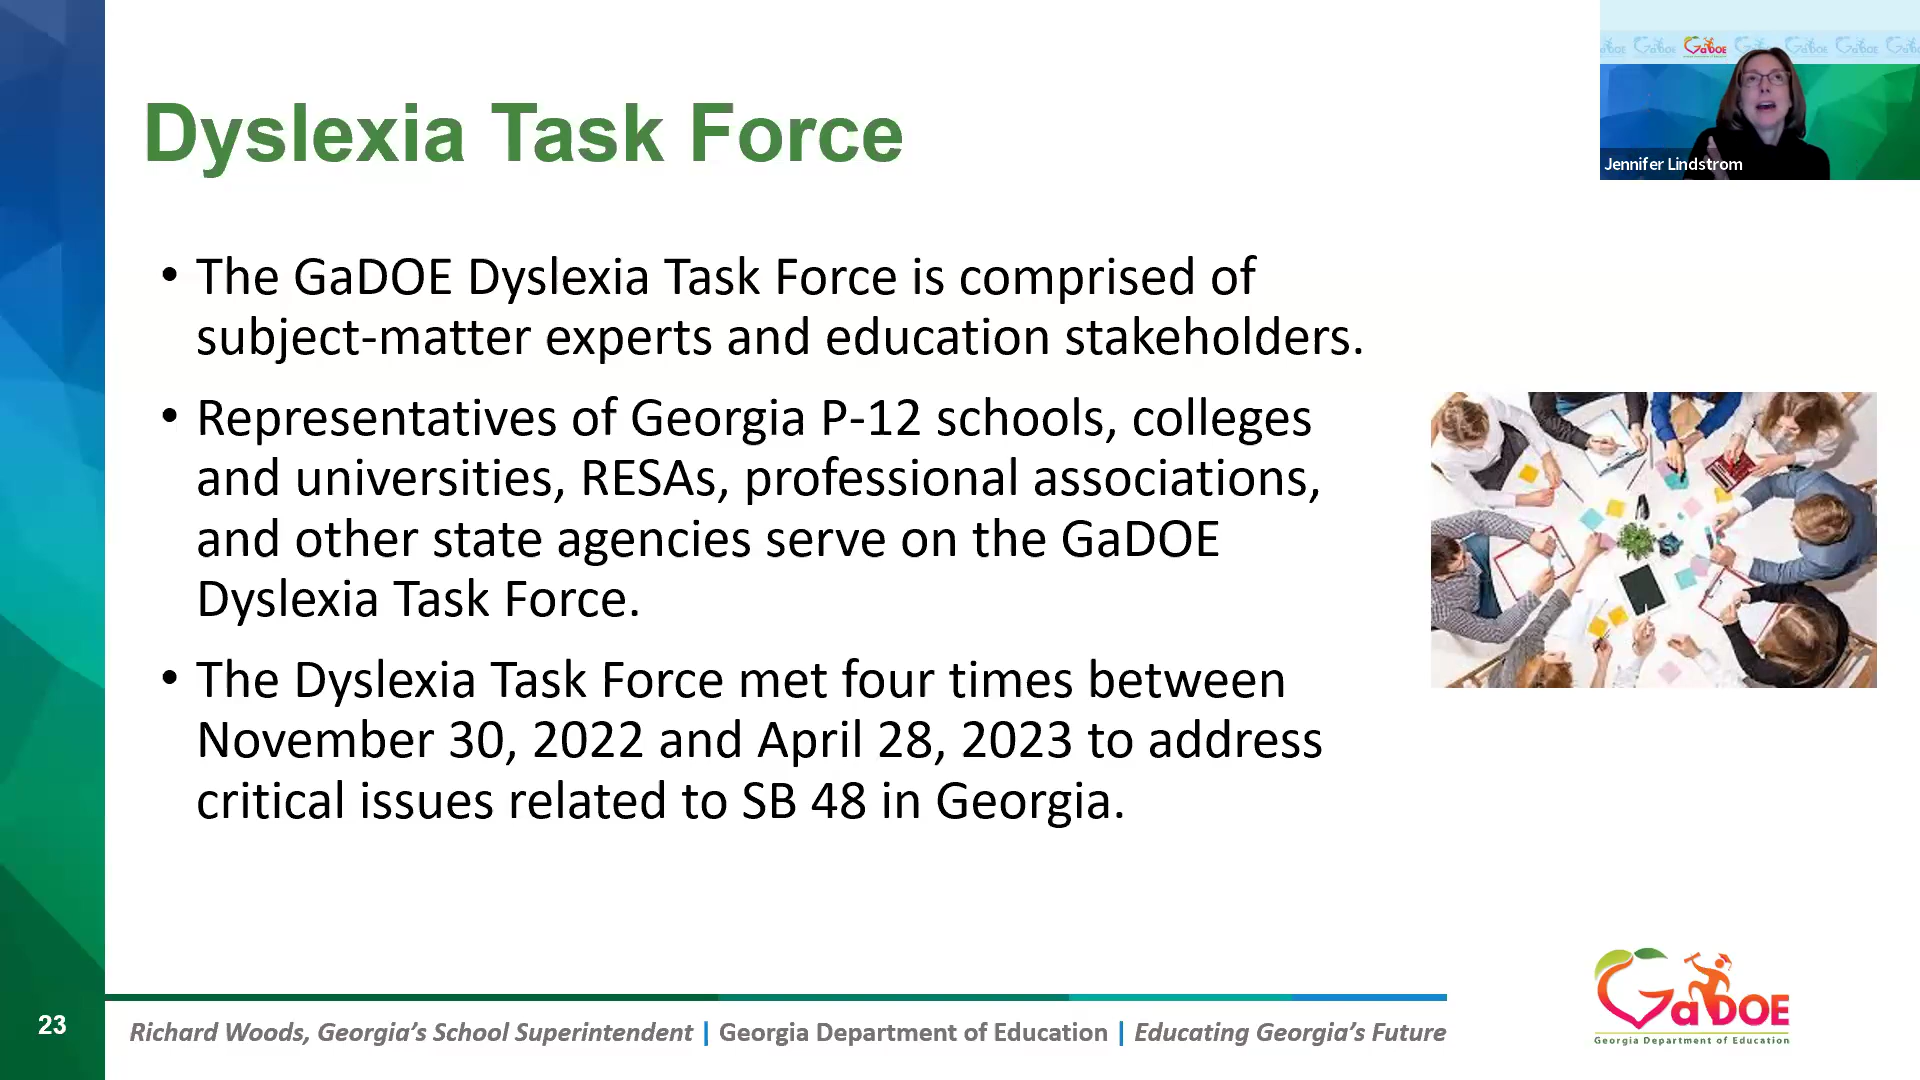 GaDOE
Jennifer Lindstrom
Dyslexia Task Force
• The GaDOE Dyslexia Task Force is comprised of
subject-matter experts and education stakeholders.
• Representatives of Georgia P-12 schools, colleges
and universities, RESAs, professional associations,
and other state agencies serve on the GaDOE
Dyslexia Task Force.
• The Dyslexia Task Force met four times between
November 30, 2022 and April 28, 2023 to address
critical issues related to SB 48 in Georgia.
23
Richard Woods, Georgia’s School Superintendent | Georgia Department of Education | Educating Georgia’s Future
GaDOE
Georgia Department of Education